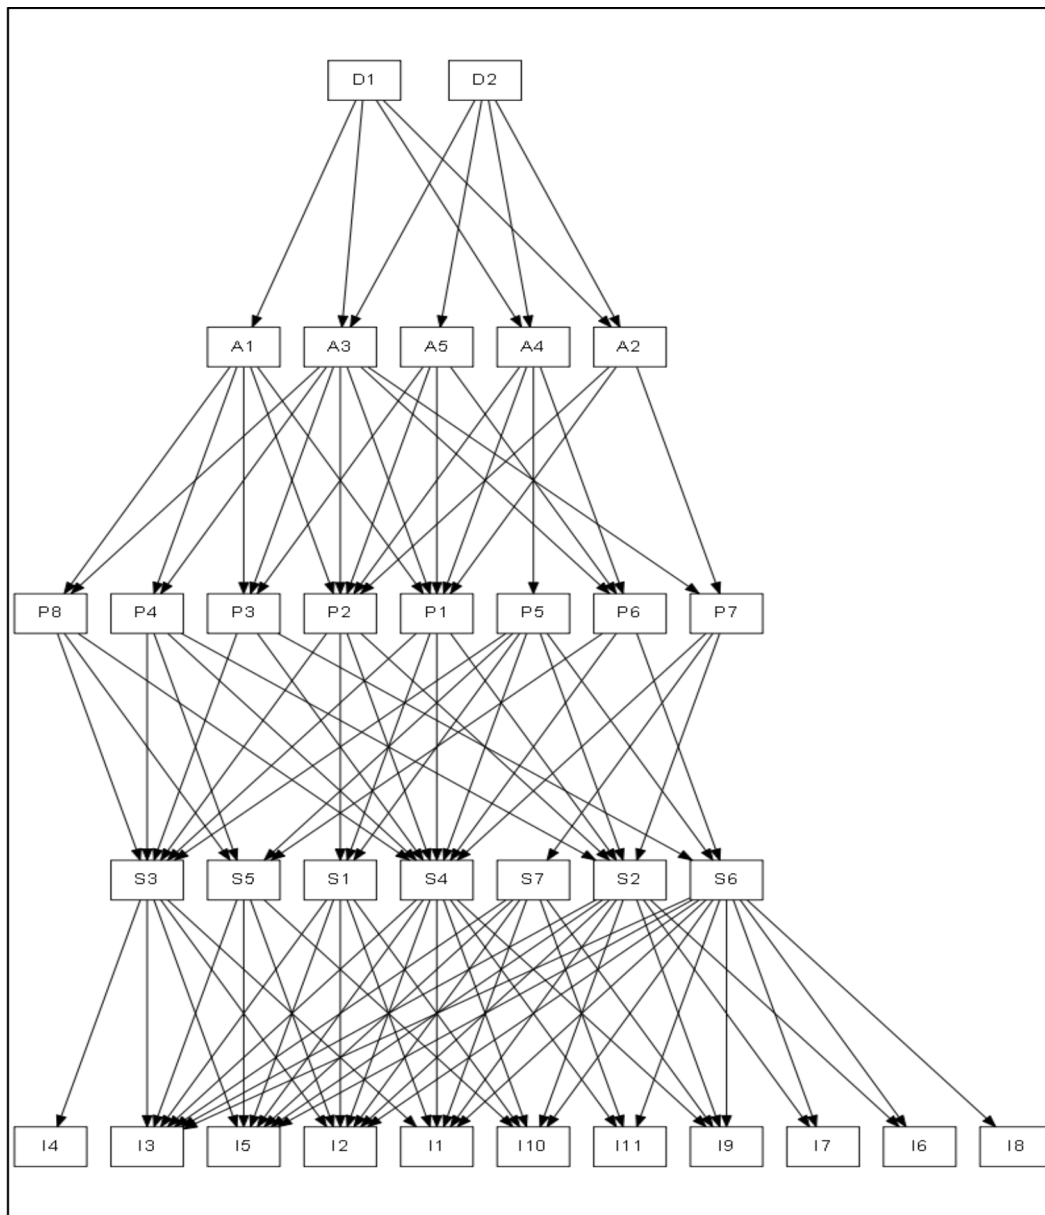 D1 D2
A1 A3 A5 A4 A2
P8 P4 P3 P2 P1 P5 P6 P7
S3 S5 S1 S4 S7 S2 S6
I4 I3 I5 I2 I1 I10 I11 I9 I7 I6 I8